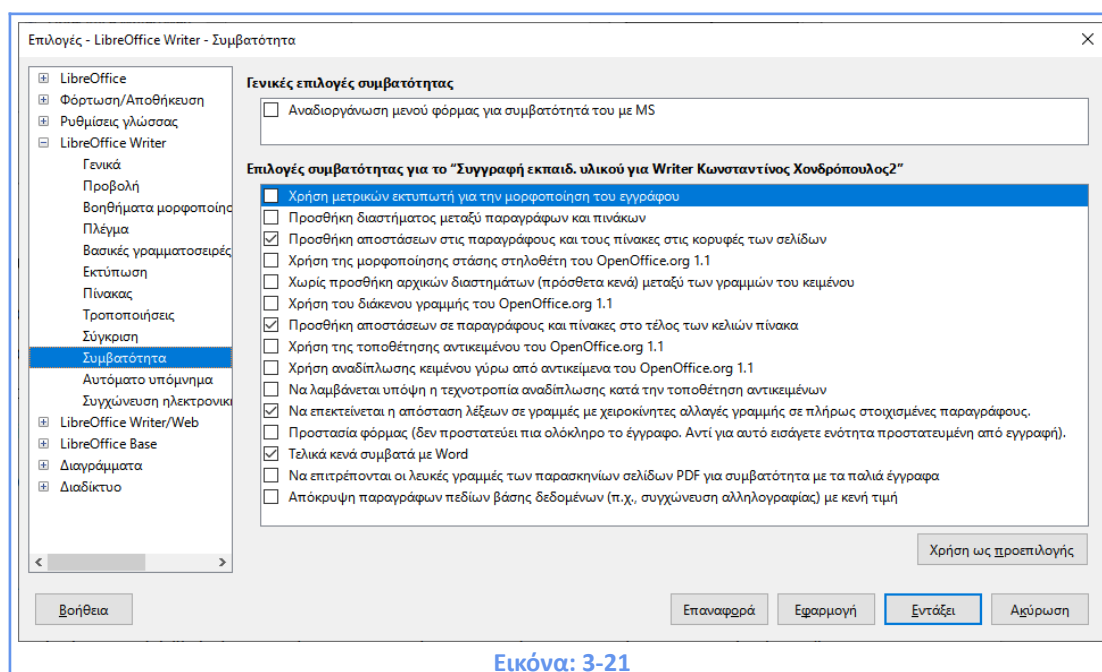 Επιλογές - LibreOffice Writer - Συμβατότητα
LibreOffice
Φόρτωση/Αποθήκευση
Ρυθμίσεις γλώσσας
LibreOffice Writer
Γενικά
Προβολή
Βοηθήματα μορφοποίησ
Πλέγμα
Βασικές γραμματοσειρές
Εκτύπωση
Πίνακας
Τροποποιήσεις
Σύγκριση
Συμβατότητα
Αυτόματο υπόμνημα
Συγχώνευση ηλεκτρονικι
LibreOffice Writer/Web
LibreOffice Base
Διαγράμματα
Διαδίκτυο
Γενικές επιλογές συμβατότητας
Αναδιοργάνωση μενού φόρμας για συμβατότητά του με MS
Επιλογές συμβατότητας για το “Συγγραφή εκπαιδ. υλικού για Writer Κωνσταντίνος Χονδρόπουλος2”
Χρήση μετρικών εκτυπωτή για την μορφοποίηση του εγγράφου
Προσθήκη διαστήματος μεταξύ παραγράφων και πινάκων
Προσθήκη αποστάσεων στις παραγράφους και τους πίνακες στις κορυφές των σελίδων
Χρήση της μορφοποίησης στάσης στηλοθέτη του OpenOffice.org 1.1
Χωρίς προσθήκη αρχικών διαστημάτων (πρόσθετα κενά) μεταξύ των γραμμών του κειμένου
Χρήση του διάκενου γραμμής του OpenOffice.org 1.1
Προσθήκη αποστάσεων σε παραγράφους και πίνακες στο τέλος των κελιών πίνακα
Χρήση της τοποθέτησης αντικειμένου του OpenOffice.org 1.1
Χρήση αναδίπλωσης κειμένου γύρω από αντικείμενα του OpenOffice.org 1.1
Να λαμβάνεται υπόψη η τεχνοτροπία αναδίπλωσης κατά την τοποθέτηση αντικειμένων
Να επεκτείνεται η απόσταση λέξεων σε γραμμές με χειροκίνητες αλλαγές γραμμής σε πλήρως στοιχισμένες παραγράφους.
Προστασία φόρμας (δεν προστατεύει πια ολόκληρο το έγγραφο. Αντί για αυτό εισάγετε ενότητα προστατευμένη από εγγραφή).
Τελικά κενά συμβατά με Word
Να επιτρέπονται οι λευκές γραμμές των παρασκηνίων σελίδων PDF για συμβατότητα με τα παλιά έγγραφα
Απόκρυψη παραγράφων πεδίων βάσης δεδομένων (π.χ., συγχώνευση αλληλογραφίας) με κενή τιμή
Χρήση ως προεπιλογής
Βοήθεια
Επαναφορά
Εφαρμογή
Εντάξει
Ακύρωση
Εικόνα: 3-21